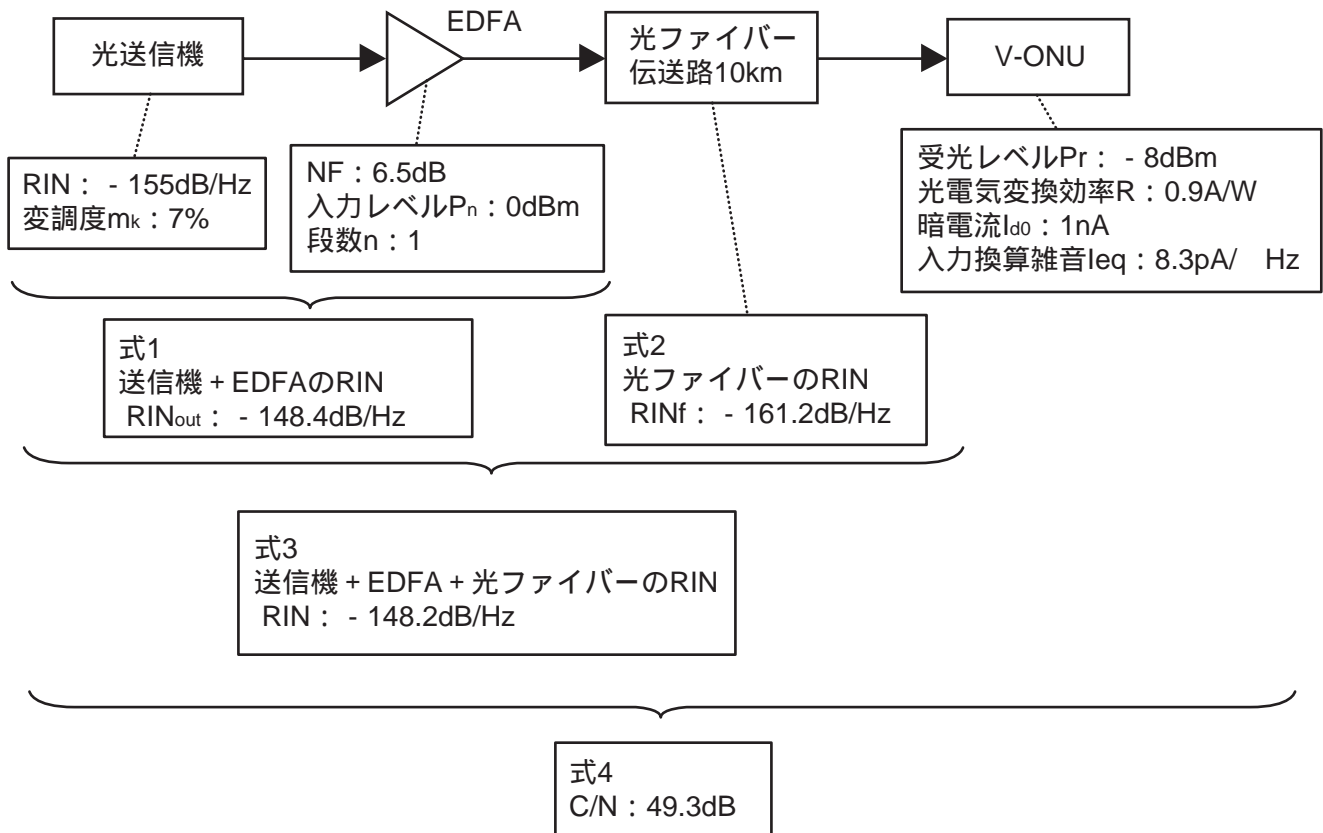 EDFA
光送信機
光ファイバー
伝送路10km
V-ONU
RIN： - 155dB/Hz
変調度mk：7%
NF：6.5dB
入力レベルPn：0dBm
段数n：1
受光レベルPr： - 8dBm
光電気変換効率R：0.9A/W
暗電流Id0：1nA
入力換算雑音Ieq：8.3pA/ Hz
式1
送信機 + EDFAのRIN
RINout： - 148.4dB/Hz
式2
光ファイバーのRIN
RINf： - 161.2dB/Hz
式3
送信機 + EDFA + 光ファイバーのRIN
RIN： - 148.2dB/Hz
式4
C/N：49.3dB